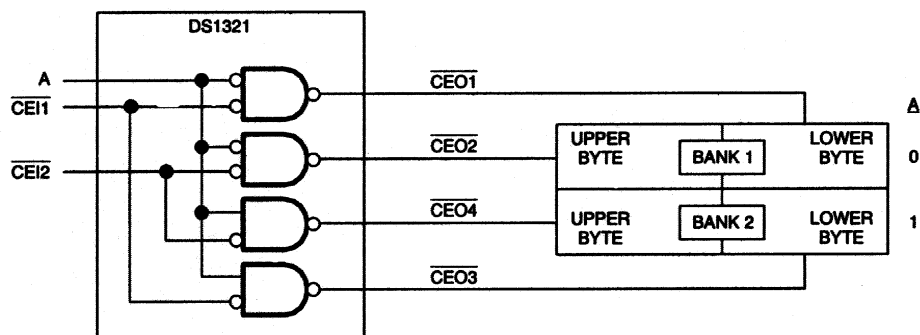 DS1321
A
CEI1
CEI2
CEO1
CEO2
CEO4
CEO3
A
UPPER BYTE
BANK 1
LOWER BYTE
0
UPPER BYTE
BANK 2
LOWER BYTE
1